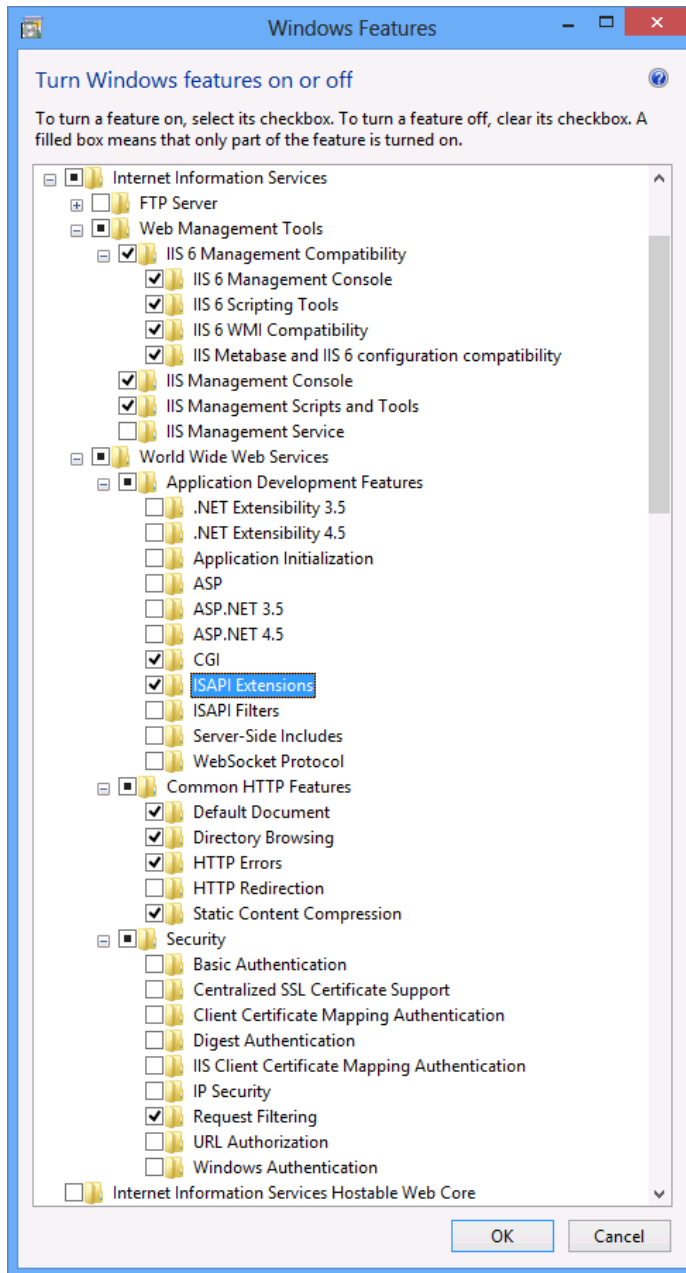 Windows Features
Turn Windows features on or off
To turn a feature on, select its checkbox. To turn a feature off, clear its checkbox. A
filled box means that only part of the feature is turned on.
Internet Information Services
FTP Server
Web Management Tools
IIS 6 Management Compatibility
IIS 6 Management Console
IIS 6 Scripting Tools
IIS 6 WMI Compatibility
IIS Metabase and IIS 6 configuration compatibility
IIS Management Console
IIS Management Scripts and Tools
IIS Management Service
World Wide Web Services
Application Development Features
.NET Extensibility 3.5
.NET Extensibility 4.5
Application Initialization
ASP
ASP.NET 3.5
ASP.NET 4.5
CGI
ISAPI Extensions
ISAPI Filters
Server-Side Includes
WebSocket Protocol
Common HTTP Features
Default Document
Directory Browsing
HTTP Errors
HTTP Redirection
Static Content Compression
Security
Basic Authentication
Centralized SSL Certificate Support
Client Certificate Mapping Authentication
Digest Authentication
IIS Client Certificate Mapping Authentication
IP Security
Request Filtering
URL Authorization
Windows Authentication
Internet Information Services Hostable Web Core
OK Cancel